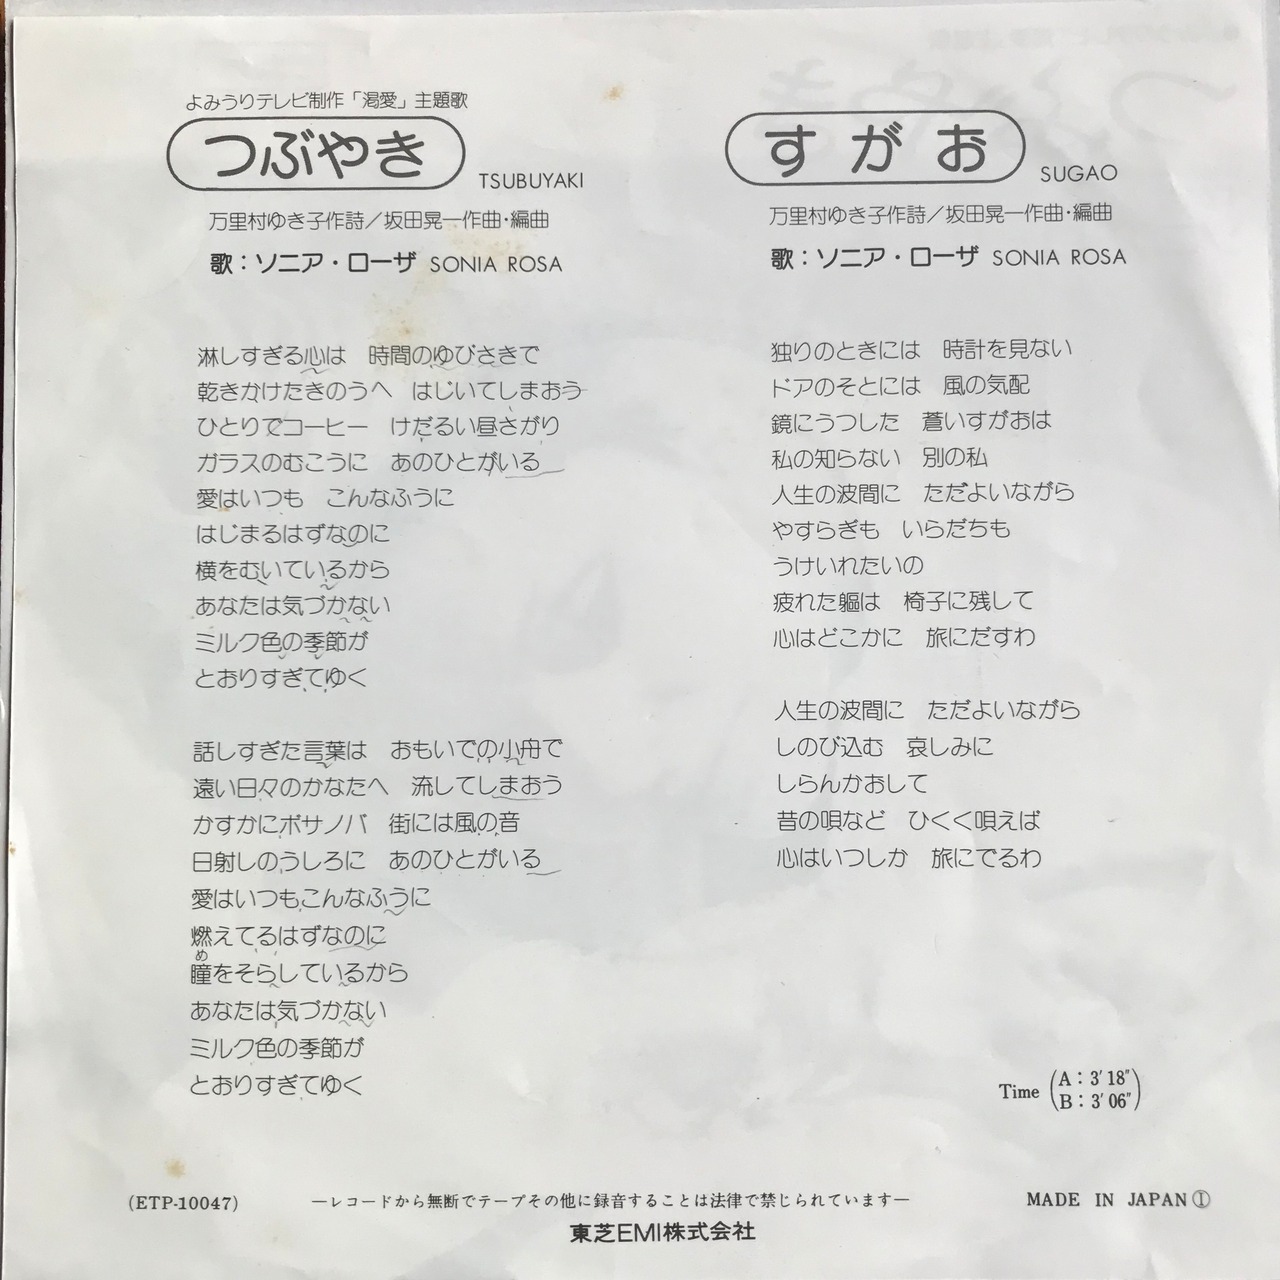 よみうりテレビ制作「渇愛」主題歌
つぶやき
TSUBUYAKI
万里村ゆき子作詩／坂田晃一作曲・編曲
歌：ソニア・ローザ SONIA ROSA
淋しすぎる心は　時間のゆびさきで
乾きかけたきのうへ　はじいてしまおう
ひとりでコーヒー　けだるい昼さがり
ガラスのむこうに　あのひとがいる
愛はいつも　こんなふうに
はじまるはずなのに
横をむいているから
あなたは気づかない
ミルク色の季節が
とおりすぎてゆく
話しすぎた言葉は　おもいでの小舟で
遠い日々のかなたへ　流してしまおう
かすかにボサノバ　街には風の音
日射しのうしろに　あのひとがいる
愛はいつもこんなふうに
燃えてるはずなのに
め
瞳をそらしているから
あなたは気づかない
ミルク色の季節が
とおりすぎてゆく
すがお
SUGAO
万里村ゆき子作詩／坂田晃一作曲・編曲
歌：ソニア・ローザ SONIA ROSA
独りのときには　時計を見ない
ドアのそとには　風の気配
鏡にうつした　蒼いすがおは
私の知らない　別の私
人生の波間に　ただよいながら
やすらぎも　いらだちも
うけいれたいの
疲れた軀は　椅子に残して
心はどこかに　旅にだすわ
人生の波間に　ただよいながら
しのび込む　哀しみに
しらんかおして
昔の唄など　ひくく唄えば
心はいつしか　旅にでるわ
Time (A：3′18″
B：3′06″)
(ETP-10047)
―レコードから無断でテープその他に録音することは法律で禁じられています―
MADE IN JAPAN Ⓘ
東芝EMI株式会社